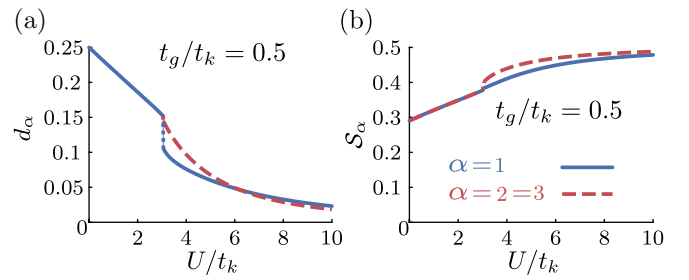 (a)
t_g/t_k = 0.5
d_α
0.25
0.2
0.15
0.1
0.05
0 2 4 6 8 10
U/t_k
(b)
S_α
0.5
0.4
0.3
0.2
0.1
0
t_g/t_k = 0.5
α=1
α=2=3
0 2 4 6 8 10
U/t_k